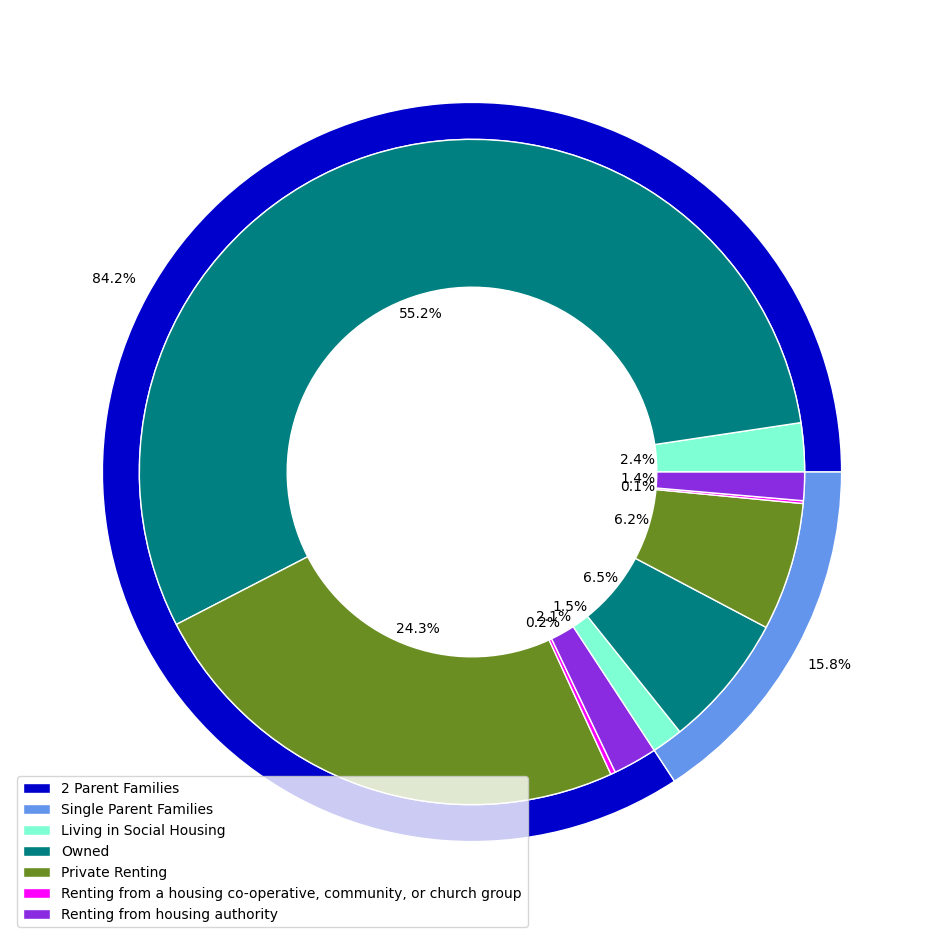 84.2%
55.2%
2.4%
1.4%
0.1%
6.2%
6.5%
1.5%
2.1%
0.2%
24.3%
15.8%
2 Parent Families
Single Parent Families
Living in Social Housing
Owned
Private Renting
Renting from a housing co-operative, community, or church group
Renting from housing authority